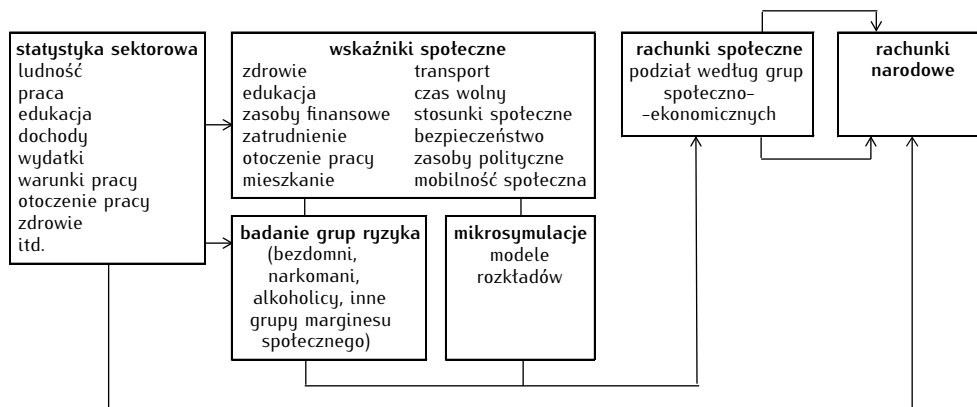 statystyka sektorowa
ludność
praca
edukacja
dochody
wydatki
warunki pracy
otoczenie pracy
zdrowie
itd.
wskaźniki społeczne
zdrowie
edukacja
zasoby finansowe
zatrudnienie
otoczenie pracy
mieszkanie
transport
czas wolny
stosunki społeczne
bezpieczeństwo
zasoby polityczne
mobilność społeczna
badanie grup ryzyka
(bezdomni,
narkomani,
alkoholicy, inne
grupy marginesu
społecznego)
mikrosymulacje
modele
rozkładów
rachunki społeczne
podział według grup
społeczno-
-ekonomicznych
rachunki
narodowe